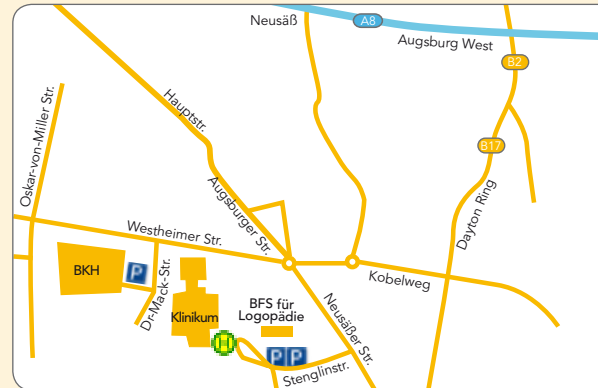 Neusäß
A8
Augsburg West
B2
Hauptstr.
Oskar-von-Miller Str.
B17
Augsburger Str.
Dayton Ring
Westheimer Str.
BKH
P
Dr-Mack-Str.
Kobelweg
Klinikum
BFS für
Logopädie
Neusäßer Str.
H
P P
Stenglinstr.